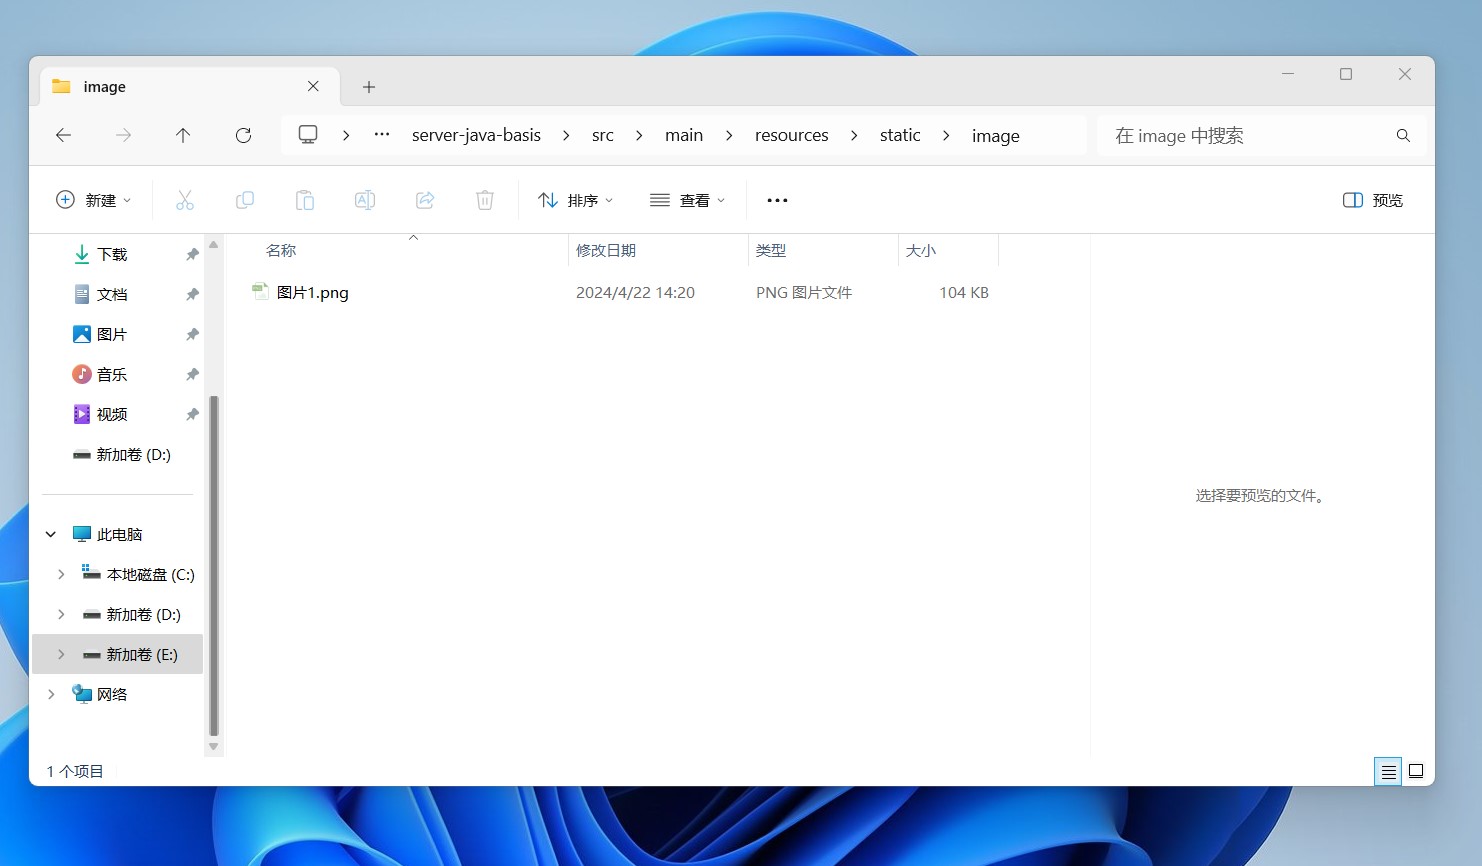 image
server-java-basis > src > main > resources > static > image
在 image 中搜索
新建 排序 查看 ••• 预览
名称 修改日期 类型 大小
图片1.png 2024/4/22 14:20 PNG 图片文件 104 KB
下载
文档
图片
音乐
视频
新加卷 (D:)
此电脑
本地磁盘 (C:)
新加卷 (D:)
新加卷 (E:)
网络
选择要预览的文件。
1 个项目